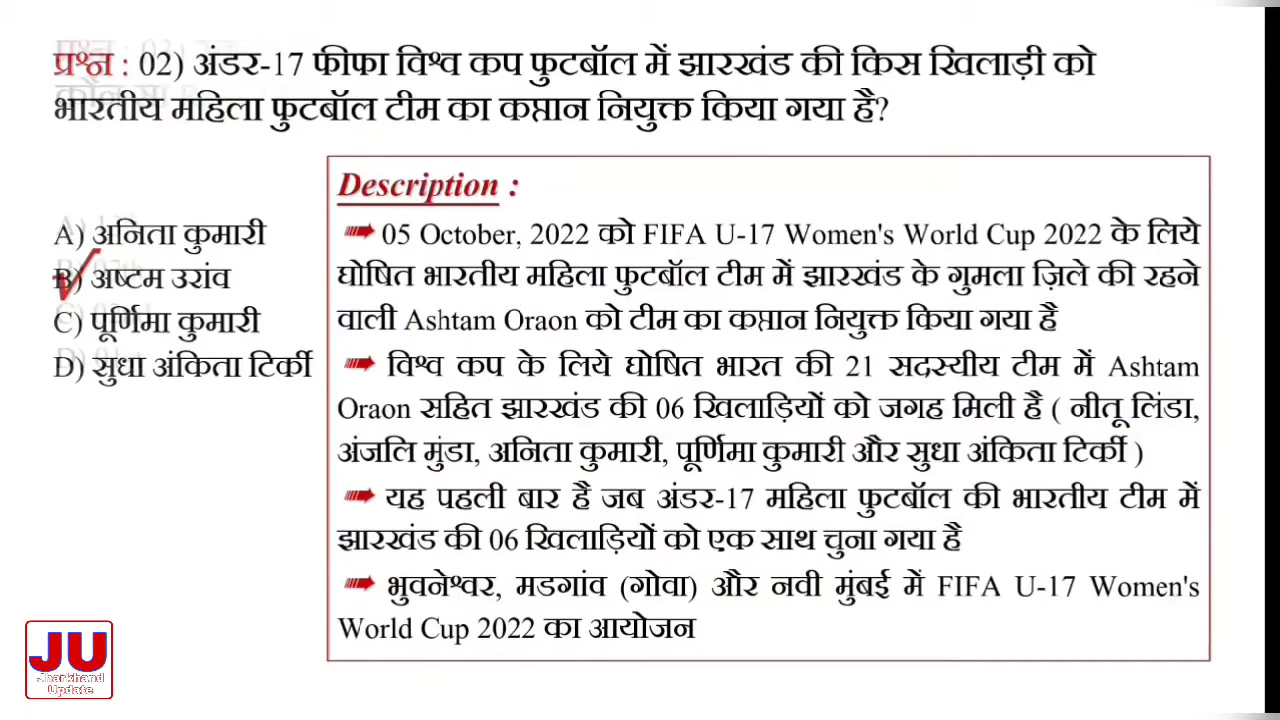 प्रश्न : 02) अंडर-17 फीफा विश्व कप फुटबॉल में झारखंड की किस खिलाड़ी को
भारतीय महिला फुटबॉल टीम का कप्तान नियुक्त किया गया है?
A) अनिता कुमारी
B) अष्टम उरांव
C) पूर्णिमा कुमारी
D) सुधा अंकिता टिर्की
Description :
05 October, 2022 को FIFA U-17 Women's World Cup 2022 के लिये
घोषित भारतीय महिला फुटबॉल टीम में झारखंड के गुमला ज़िले की रहने
वाली Ashtam Oraon को टीम का कप्तान नियुक्त किया गया है
विश्व कप के लिये घोषित भारत की 21 सदस्यीय टीम में Ashtam
Oraon सहित झारखंड की 06 खिलाड़ियों को जगह मिली है ( नीतू लिंडा,
अंजलि मुंडा, अनिता कुमारी, पूर्णिमा कुमारी और सुधा अंकिता टिर्की )
यह पहली बार है जब अंडर-17 महिला फुटबॉल की भारतीय टीम में
झारखंड की 06 खिलाड़ियों को एक साथ चुना गया है
भुवनेश्वर, मडगांव (गोवा) और नवी मुंबई में FIFA U-17 Women's
World Cup 2022 का आयोजन
JU
Jharkhand
Update